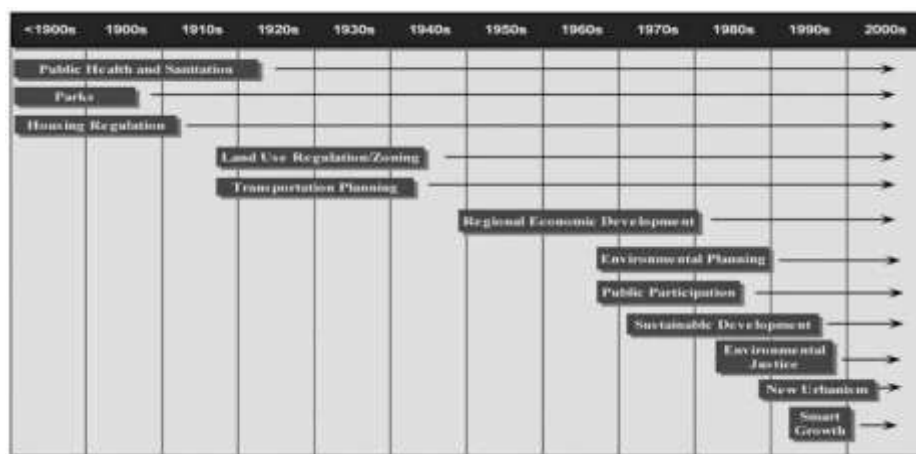 <1900s 1900s 1910s 1920s 1930s 1940s 1950s 1960s 1970s 1980s 1990s 2000s
Public Health and Sanitation
Parks
Housing Regulation
Land Use Regulation/Zoning
Transportation Planning
Regional Economic Development
Environmental Planning
Public Participation
Sustainable Development
Environmental
Justice
New Urbanism
Smart
Growth